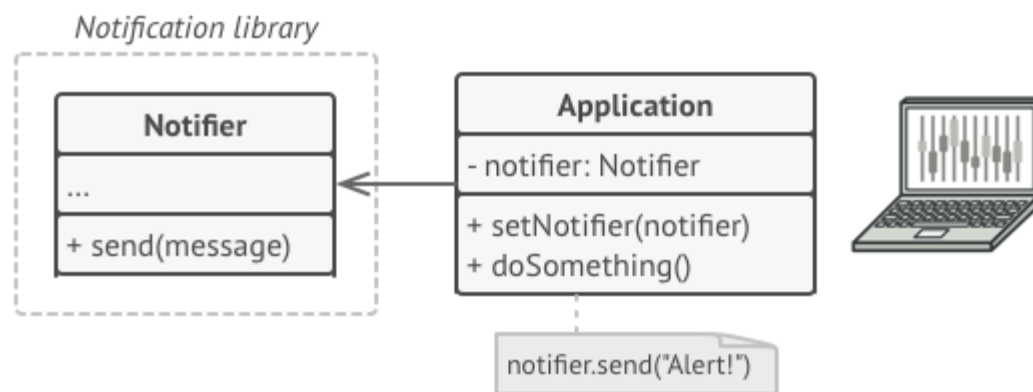 Notification library
Notifier
...
+ send(message)
Application
- notifier: Notifier
+ setNotifier(notifier)
+ doSomething()
notifier.send("Alert!")